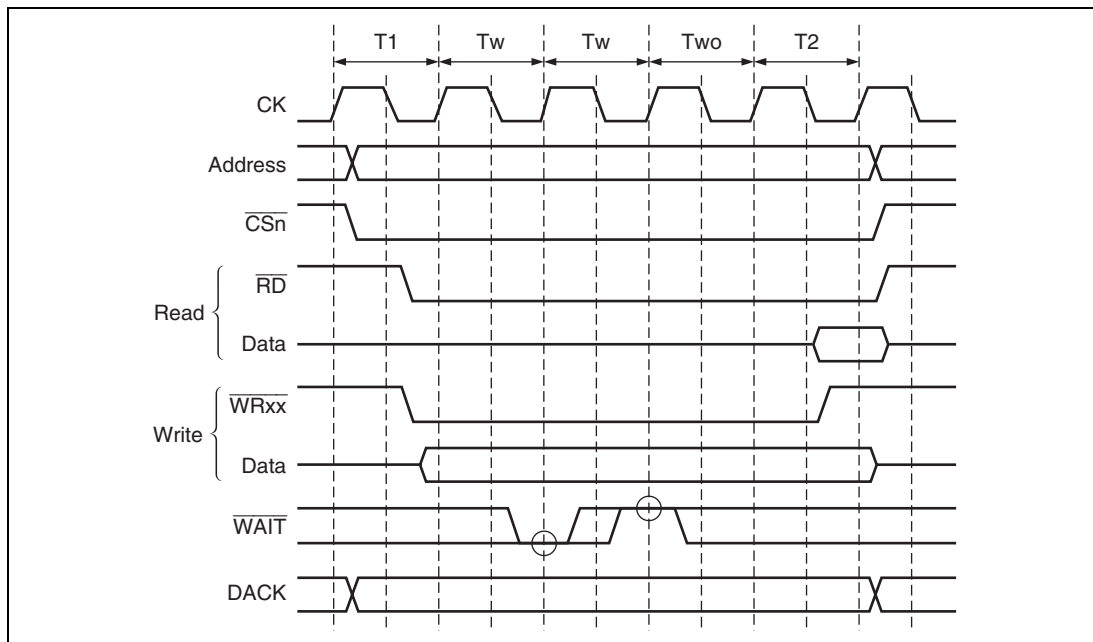 T1 Tw Tw Two T2
CK
Address
CSn
Read
RD
Data
Write
WRxx
Data
WAIT
DACK